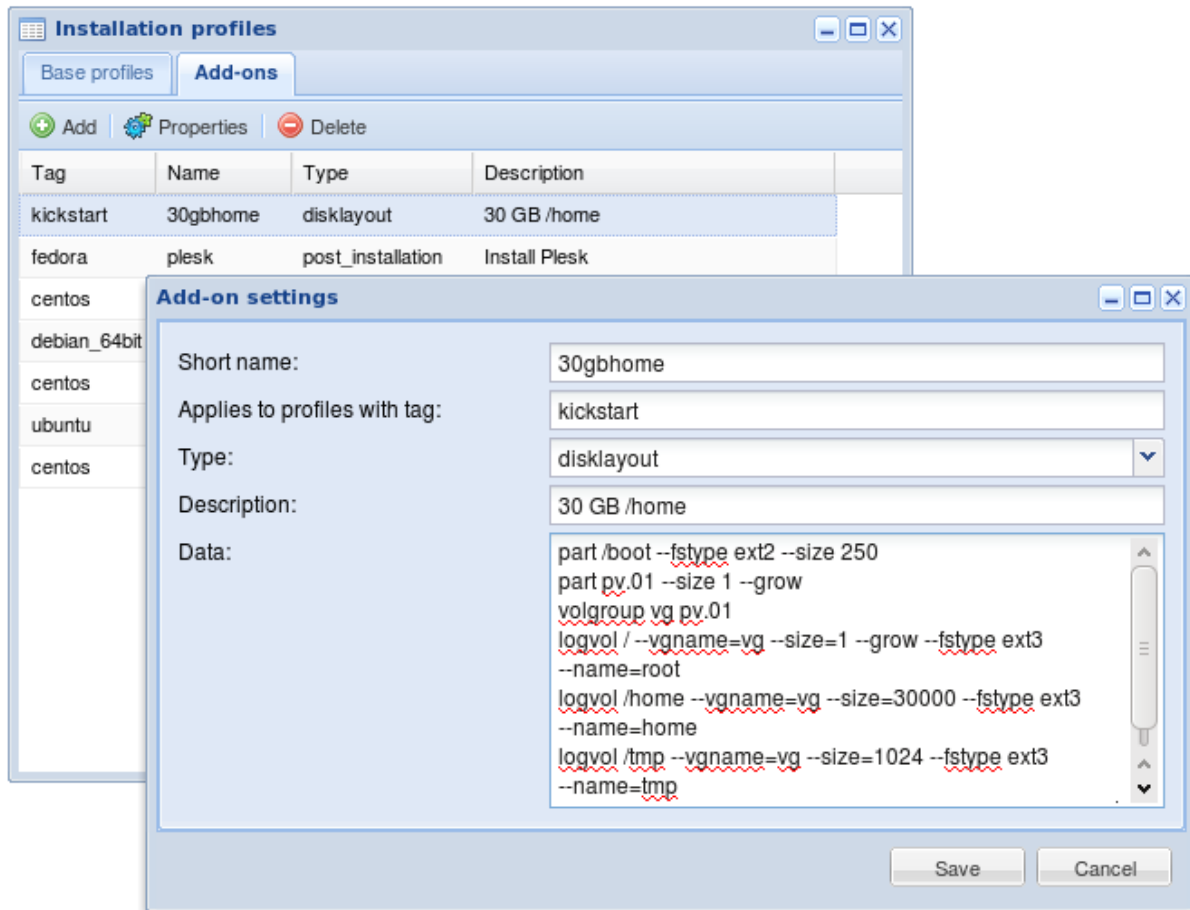 Installation profiles
Base profiles Add-ons
Add Properties Delete
Tag Name Type Description
kickstart 30gbhome disklayout 30 GB /home
fedora plesk post_installation Install Plesk
centos
debian_64bit
centos
ubuntu
centos
Add-on settings
Short name: 30gbhome
Applies to profiles with tag: kickstart
Type: disklayout
Description: 30 GB /home
Data:
part /boot --fstype ext2 --size 250
part pv.01 --size 1 --grow
volgroup vg pv.01
logvol / --vgname=vg --size=1 --grow --fstype ext3
--name=root
logvol /home --vgname=vg --size=30000 --fstype ext3
--name=home
logvol /tmp --vgname=vg --size=1024 --fstype ext3
--name=tmp
Save Cancel